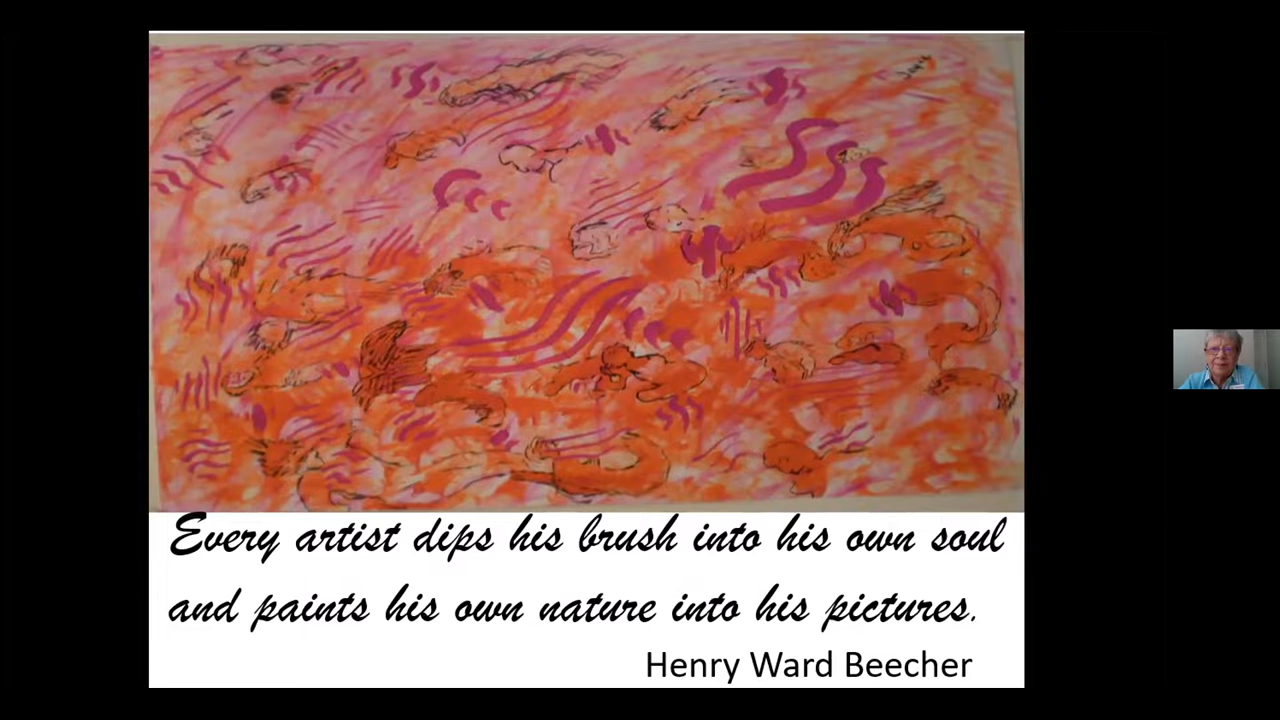 Every artist dips his brush into his own soul
and paints his own nature into his pictures.
Henry Ward Beecher